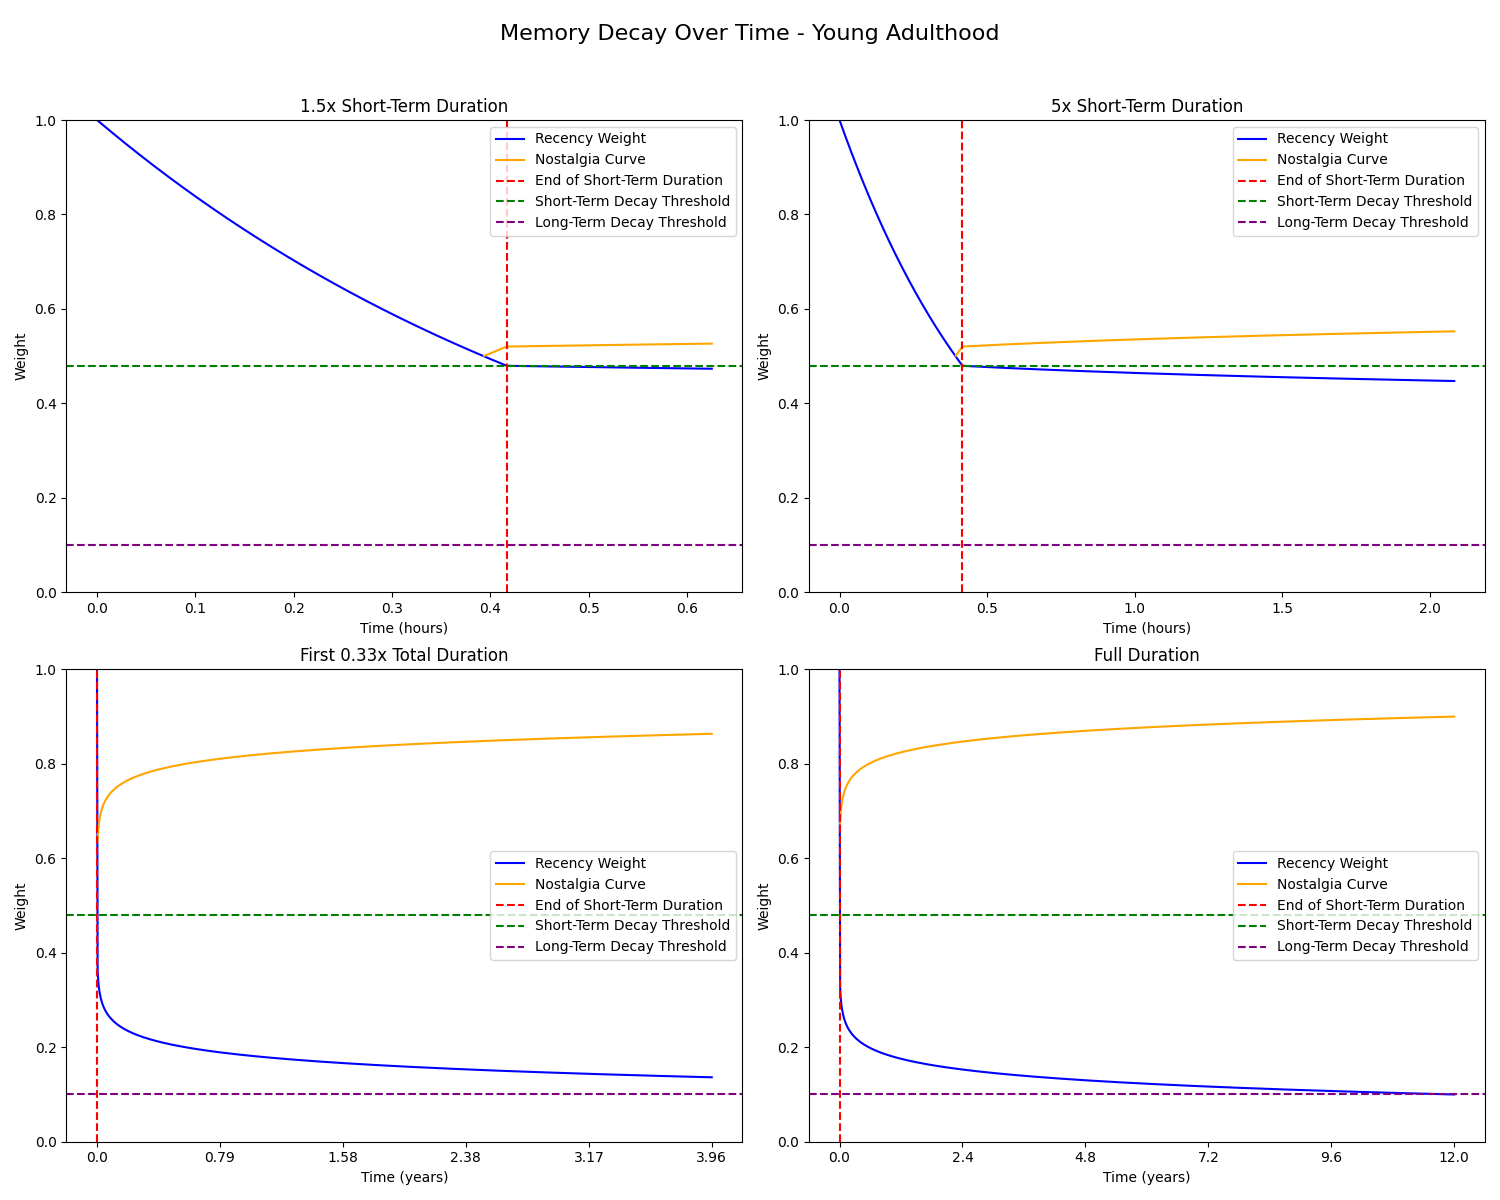 Memory Decay Over Time - Young Adulthood
1.5x Short-Term Duration
1.0
0.8
0.6
0.4
0.2
0.0
Weight
Recency Weight
Nostalgia Curve
End of Short-Term Duration
Short-Term Decay Threshold
Long-Term Decay Threshold
0.0 0.1 0.2 0.3 0.4 0.5 0.6
Time (hours)
5x Short-Term Duration
1.0
0.8
0.6
0.4
0.2
0.0
Weight
Recency Weight
Nostalgia Curve
End of Short-Term Duration
Short-Term Decay Threshold
Long-Term Decay Threshold
0.0 0.5 1.0 1.5 2.0
Time (hours)
First 0.33x Total Duration
1.0
0.8
0.6
0.4
0.2
0.0
Weight
Recency Weight
Nostalgia Curve
End of Short-Term Duration
Short-Term Decay Threshold
Long-Term Decay Threshold
0.0 0.79 1.58 2.38 3.17 3.96
Time (years)
Full Duration
1.0
0.8
0.6
0.4
0.2
0.0
Weight
Recency Weight
Nostalgia Curve
End of Short-Term Duration
Short-Term Decay Threshold
Long-Term Decay Threshold
0.0 2.4 4.8 7.2 9.6 12.0
Time (years)